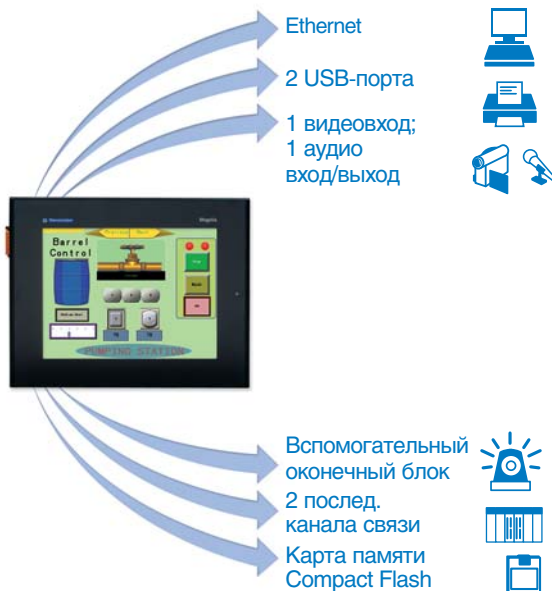 Ethernet
2 USB-порта
1 видеовход;
1 аудио
вход/выход
Magelis
Barrel
Control
PUMPING STATION
Вспомогательный
оконечный блок
2 послед.
канала связи
Карта памяти
Compact Flash